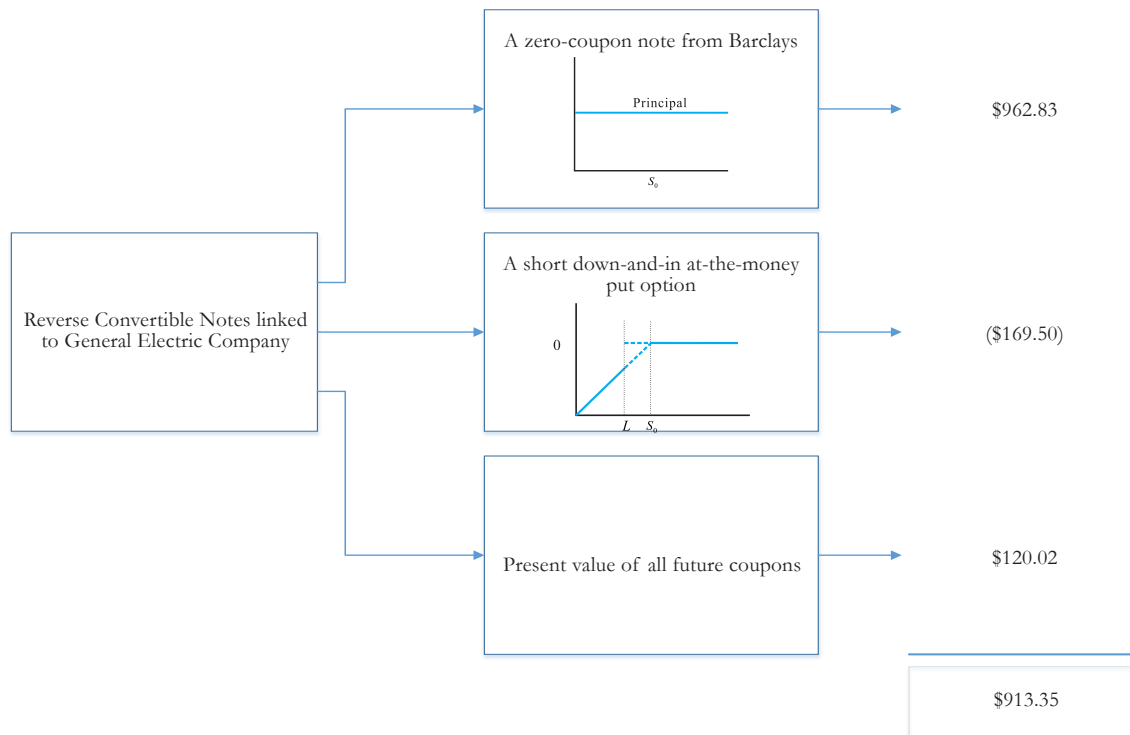 A zero-coupon note from Barclays
Principal
S₀
$962.83
Reverse Convertible Notes linked
to General Electric Company
A short down-and-in at-the-money
put option
0
L S₀
($169.50)
Present value of all future coupons
$120.02
$913.35